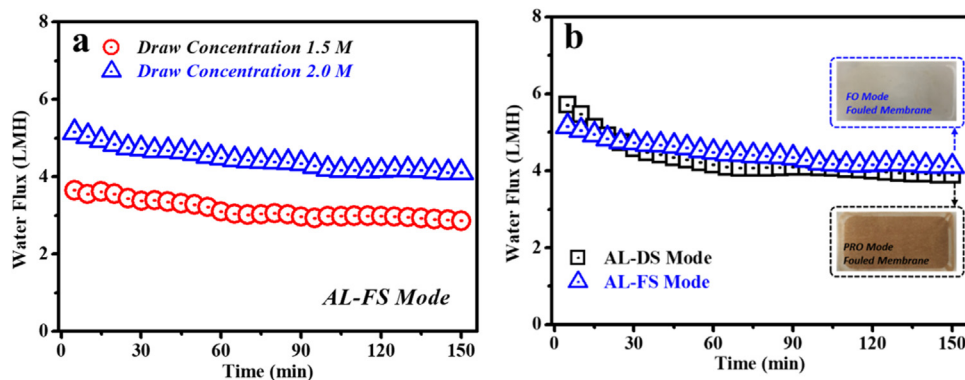 a
Draw Concentration 1.5 M
Draw Concentration 2.0 M
8
6
4
2
0
Water Flux (LMH)
AL-FS Mode
0 30 60 90 120 150
Time (min)
b
8
6
4
2
0
Water Flux (LMH)
FO Mode
Fouled Membrane
PRO Mode
Fouled Membrane
AL-DS Mode
AL-FS Mode
0 30 60 90 120 150
Time (min)